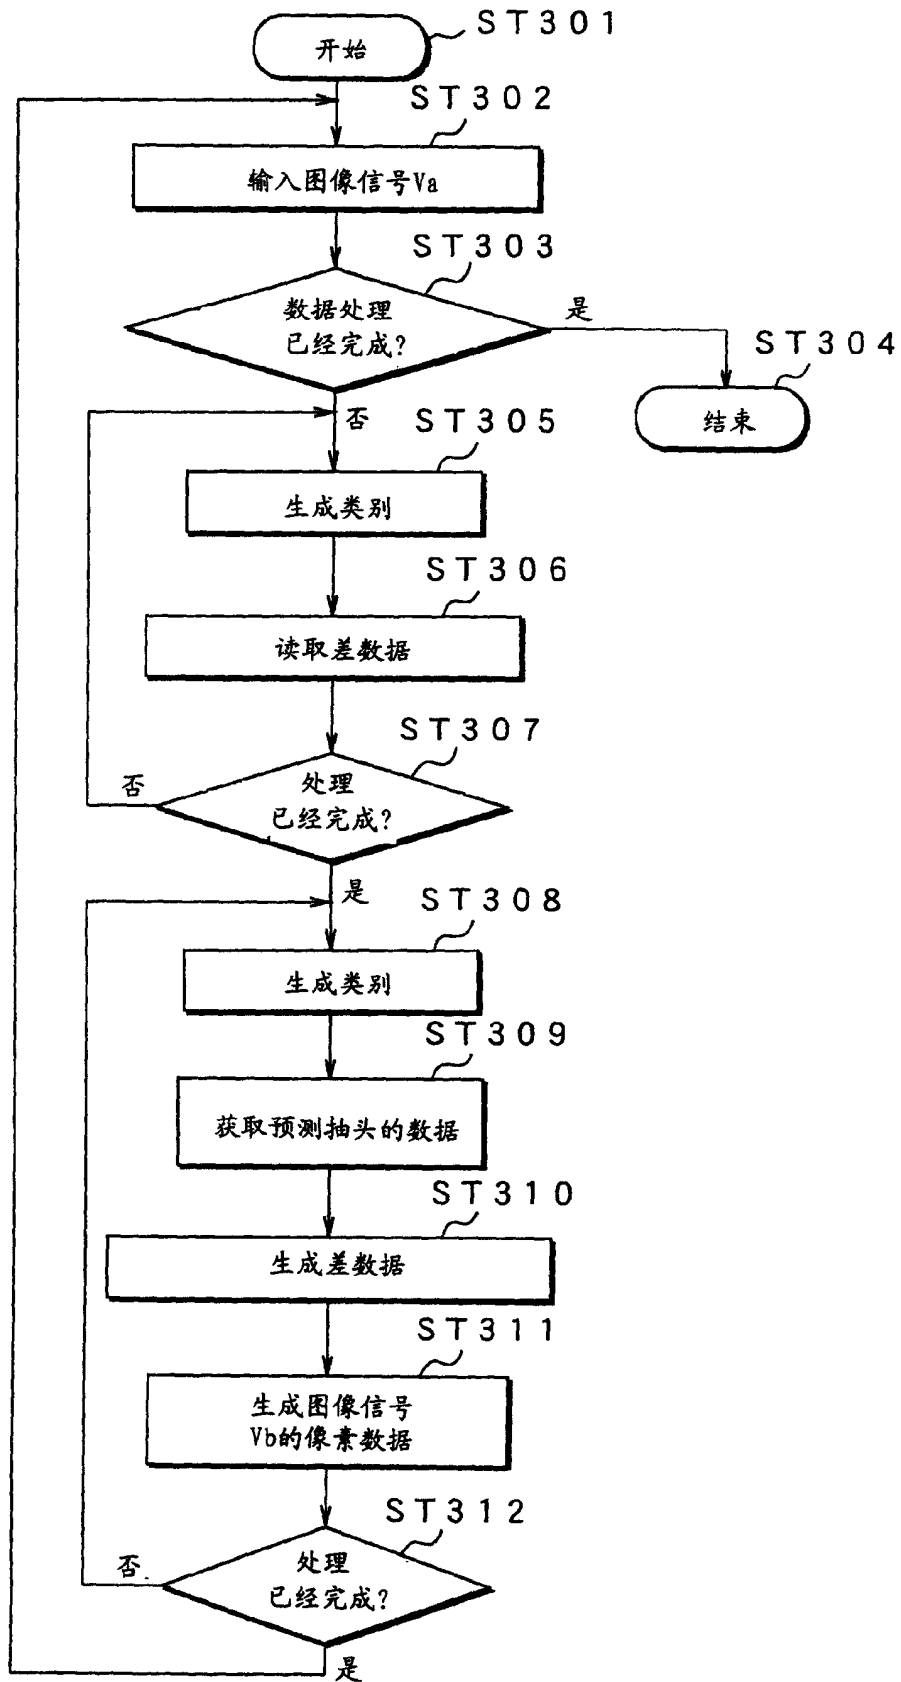 ST301
开始
ST302
输入图像信号Va
ST303
数据处理
已经完成?
是
ST304
结束
否
ST305
生成类别
ST306
读取差数据
ST307
处理
已经完成?
否
是
ST308
生成类别
ST309
获取预测抽头的数据
ST310
生成差数据
ST311
生成图像信号
Vb的像素数据
ST312
处理
已经完成?
否
是